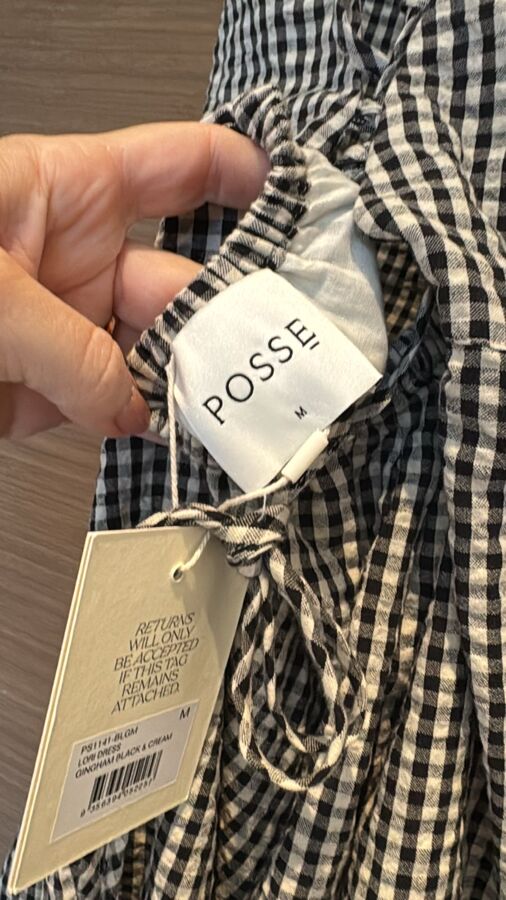 POSSE
M
RETURNS
WILL ONLY
BE ACCEPTED
IF THIS TAG
REMAINS
ATTACHED.
M
PS1141-BLGM
LORI DRESS
GINGHAM BLACK & CREAM